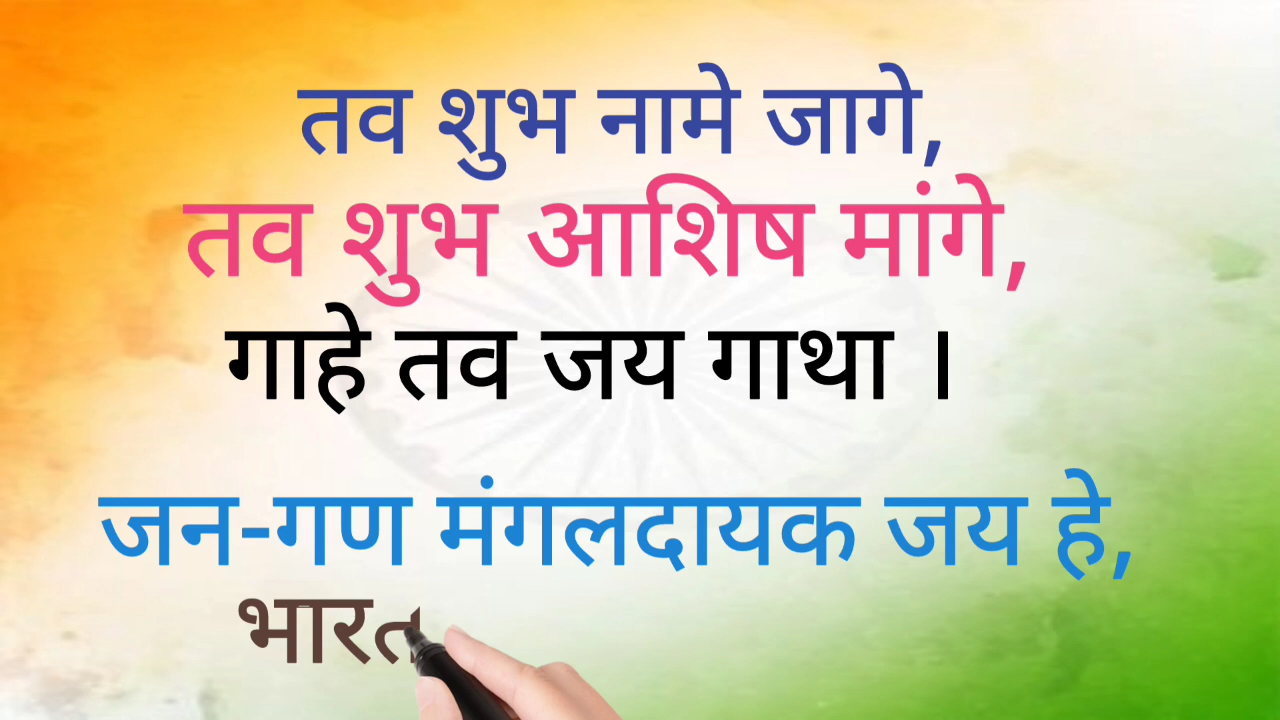 तव शुभ नामे जागे,
तव शुभ आशिष मांगे,
गाहे तव जय गाथा ।
जन-गण मंगलदायक जय हे,
भारत